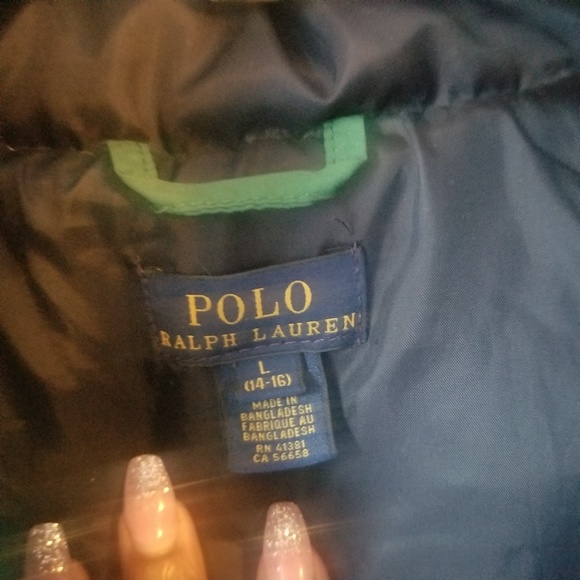 POLO
RALPH LAUREN
L
(14-16)
MADE IN
BANGLADESH
FABRIQUE AU
BANGLADESH
RN 41381
CA 56658